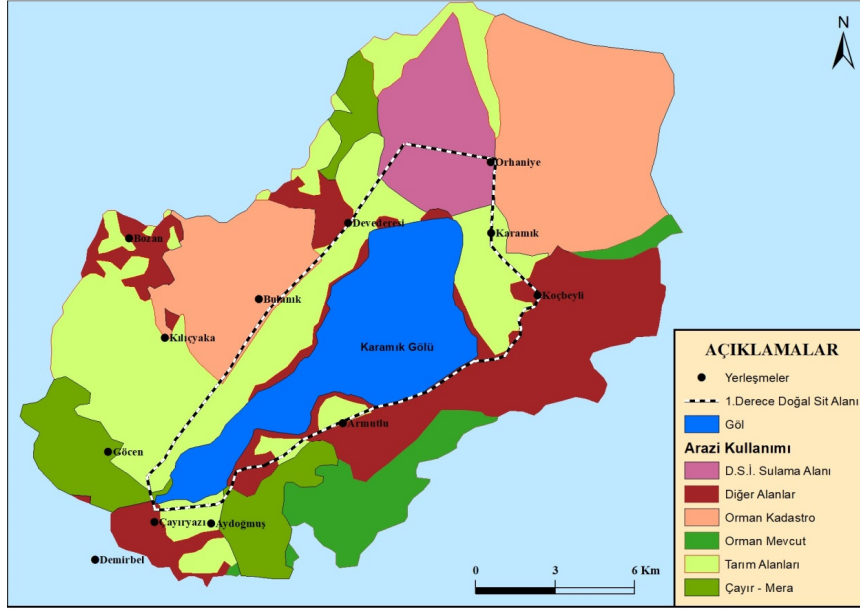 N
Orhaniye
Devederesi
Karamık
Bozan
Koçbeyli
Bulanık
Kılıçyaka
Karamık Gölü
Armutlu
Göcen
Çayıryazı
Aydoğmuş
Demirbel
0 3 6 Km
AÇIKLAMALAR
Yerleşmeler
1.Derece Doğal Sit Alanı
Göl
Arazi Kullanımı
D.S.İ. Sulama Alanı
Diğer Alanlar
Orman Kadastro
Orman Mevcut
Tarım Alanları
Çayır - Mera